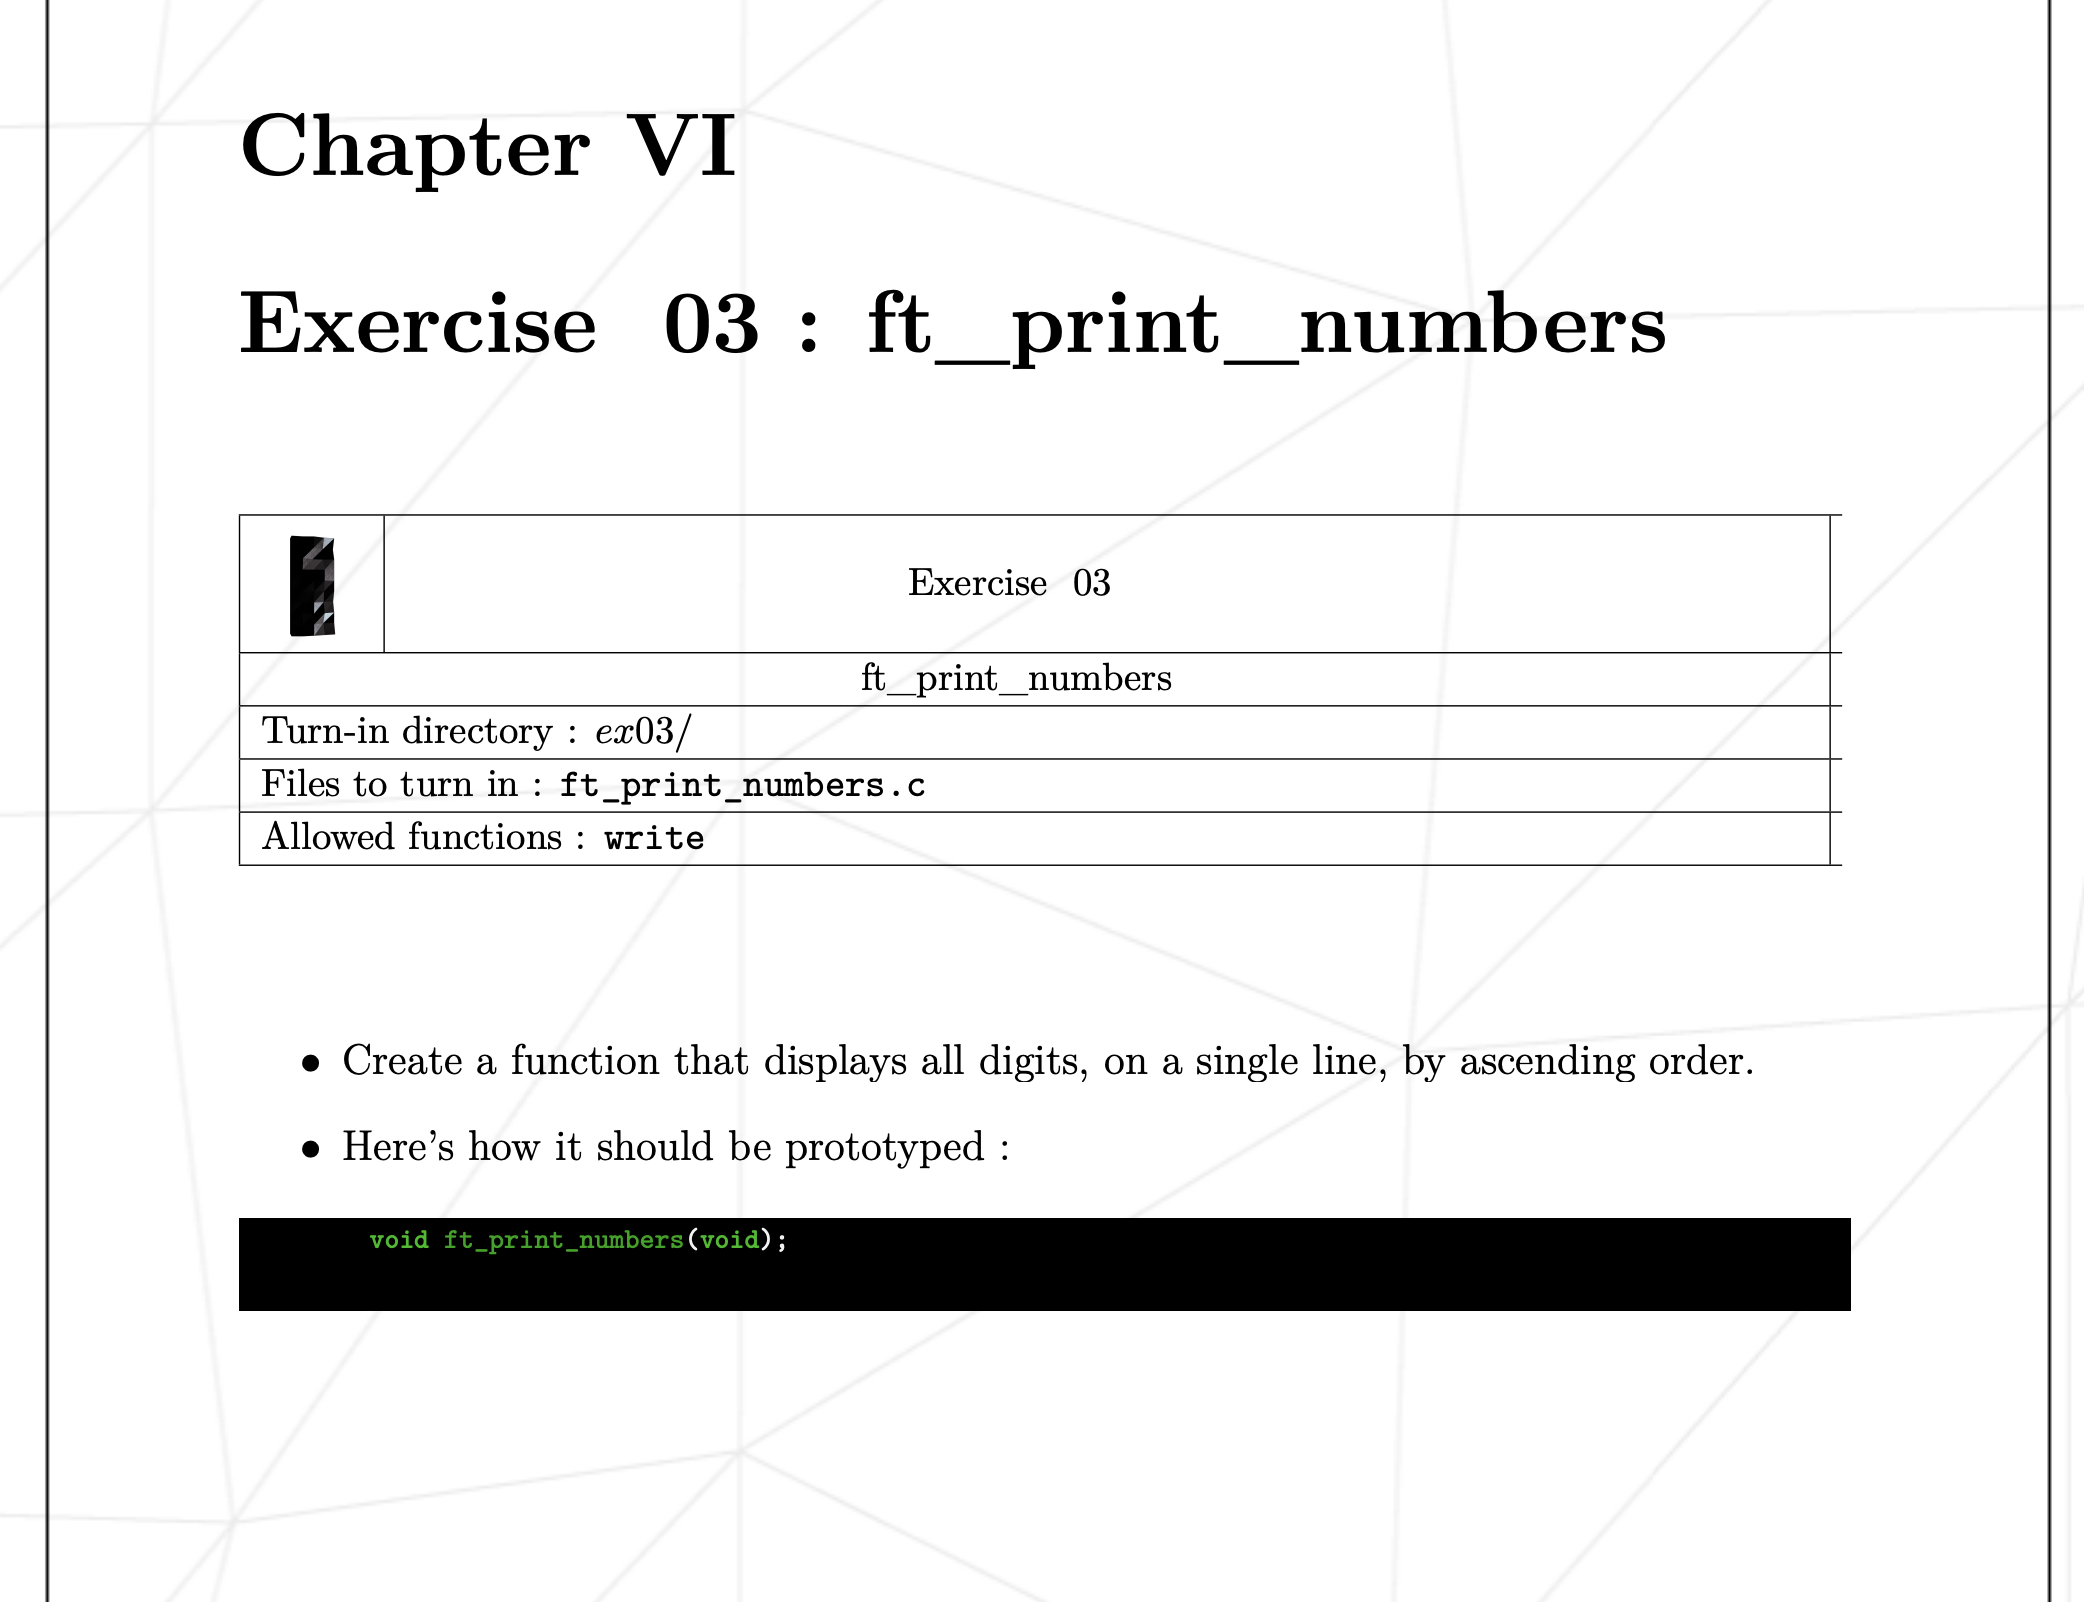 Chapter VI
Exercise 03 : ft_print_numbers
Exercise 03
ft_print_numbers
Turn-in directory : ex03/
Files to turn in : ft_print_numbers.c
Allowed functions : write
• Create a function that displays all digits, on a single line, by ascending order.
• Here's how it should be prototyped :
void ft_print_numbers(void);